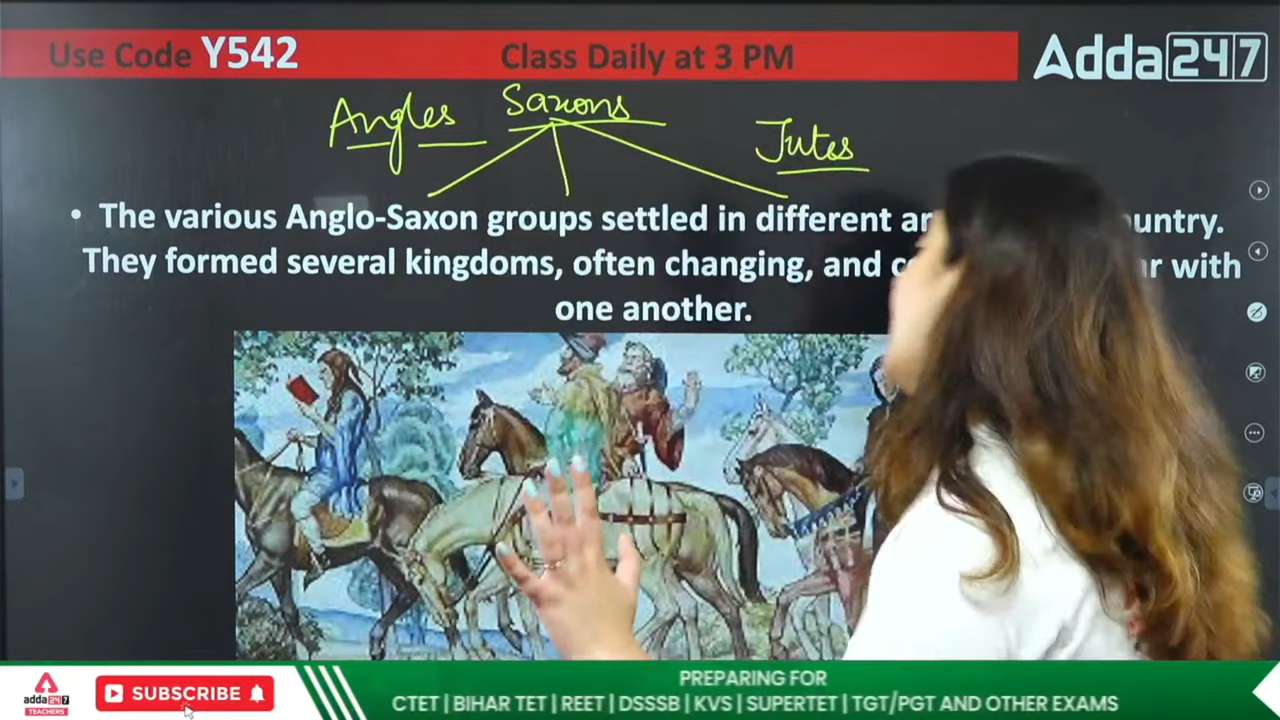 Use Code Y542 Class Daily at 3 PM Adda247
Angles Saxons
Jutes
• The various Anglo-Saxon groups settled in different untry.
They formed several kingdoms, often changing, and with
one another.
PREPARING FOR
adda247 TEACHERS SUBSCRIBE CTET | BIHAR TET | REET | DSSSB | KVS | SUPERTET | TGT/PGT AND OTHER EXAMS